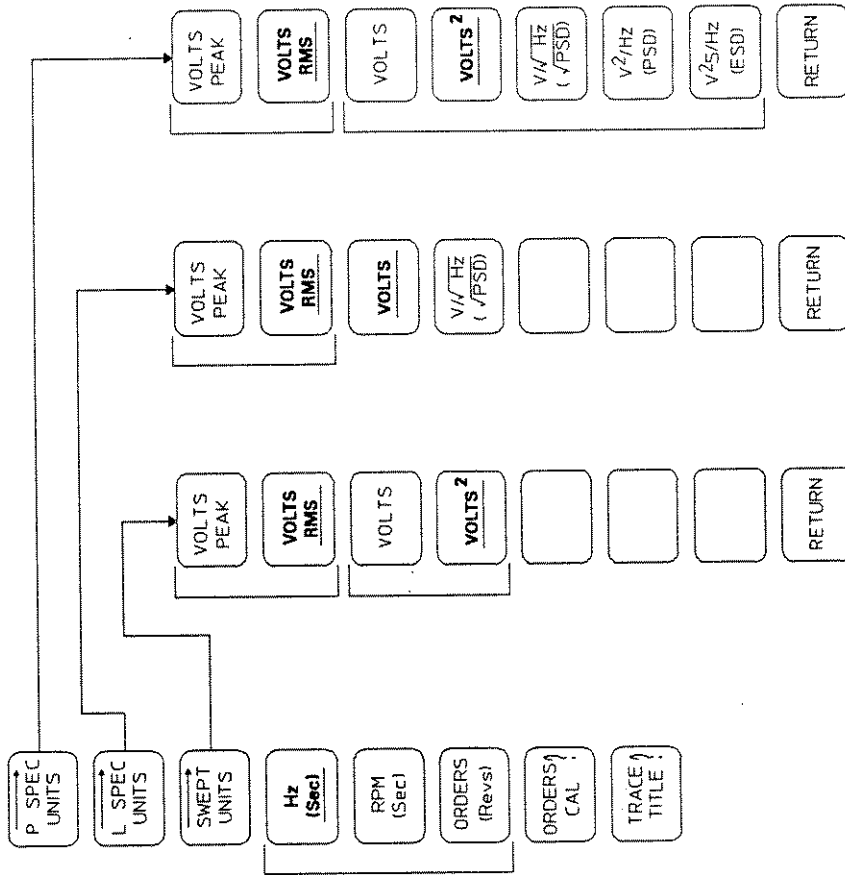 P SPEC
UNITS
L SPEC
UNITS
SWEPT
UNITS
Hz
(Sec)
RPM
(Sec)
ORDERS
(Revs)
ORDERS?
CAL !
TRACE?
TITLE !
VOLTS
PEAK
VOLTS
RMS
VOLTS
VOLTS²
RETURN
VOLTS
PEAK
VOLTS
RMS
VOLTS
V/√Hz
(√PSD)
RETURN
VOLTS
PEAK
VOLTS
RMS
VOLTS
VOLTS²
V/√Hz
(√PSD)
V²/Hz
(PSD)
V²S/Hz
(ESD)
RETURN